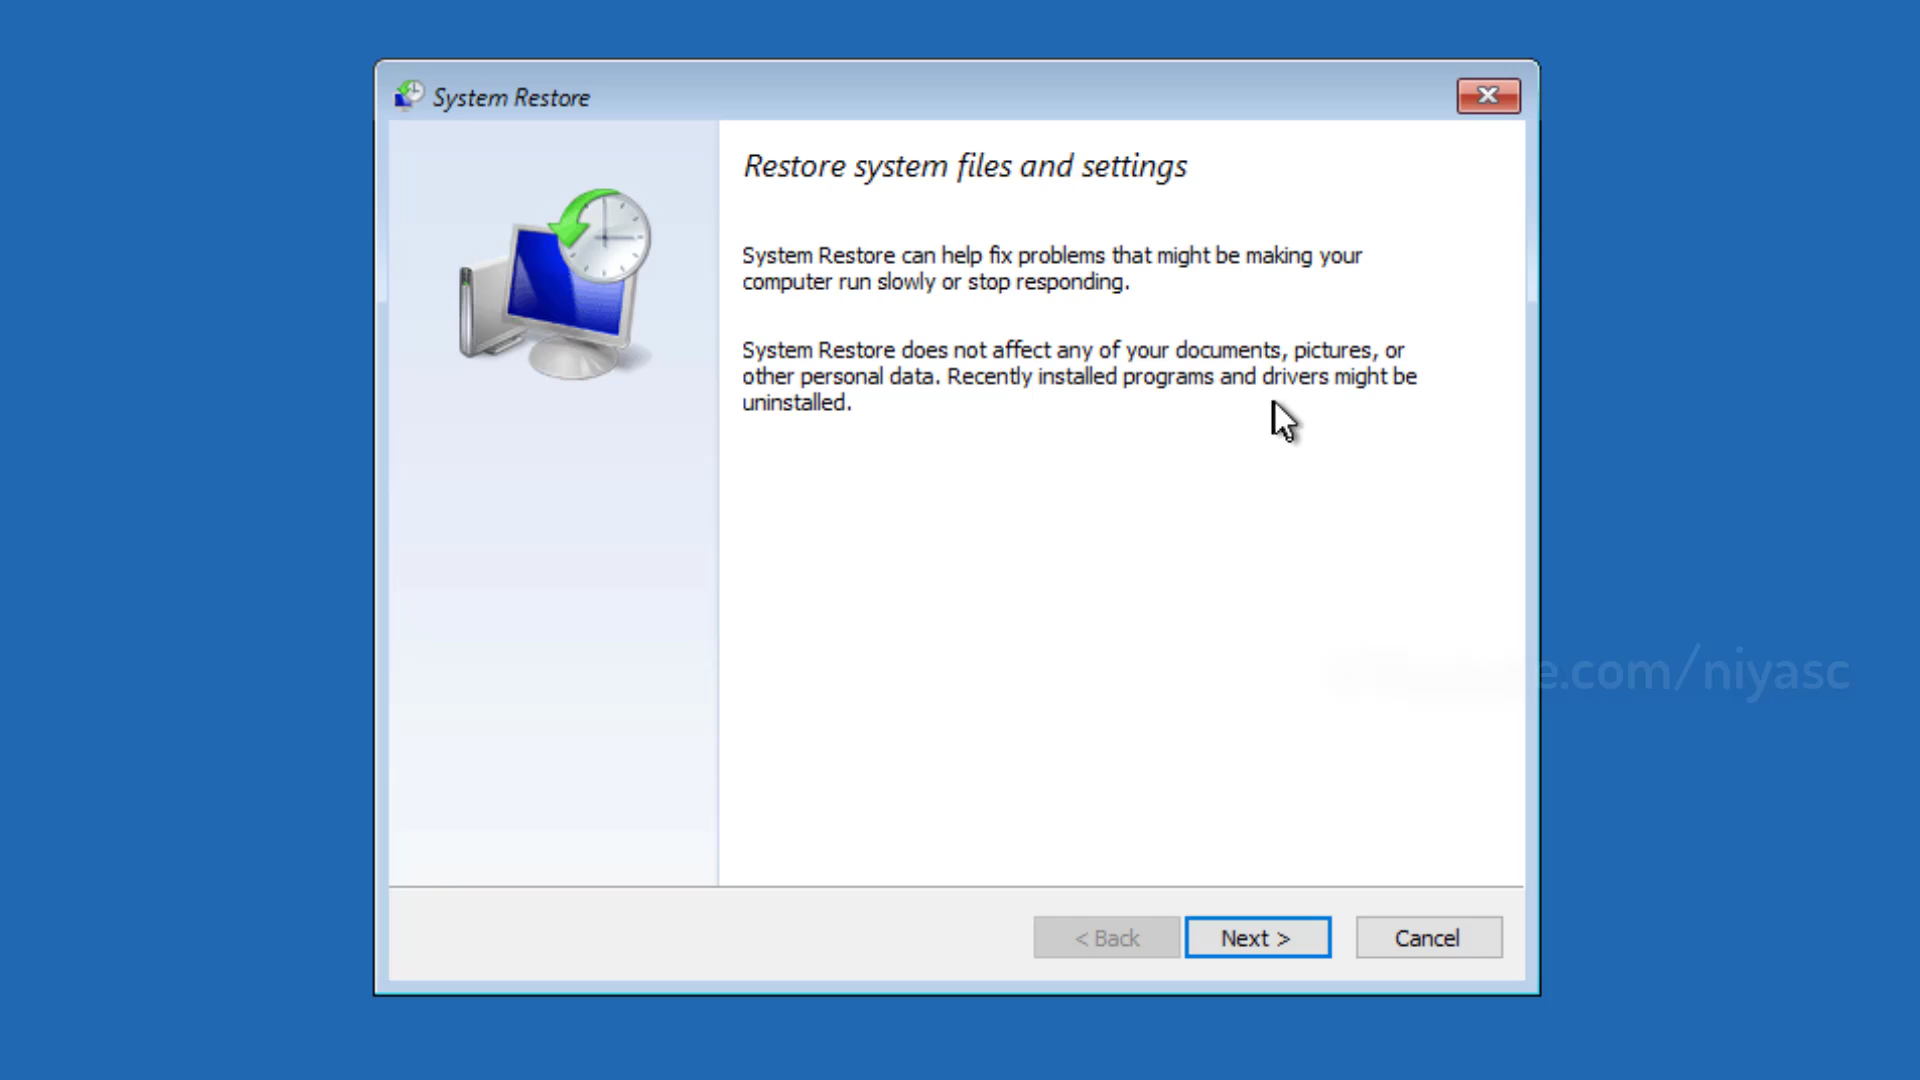 System Restore
Restore system files and settings
System Restore can help fix problems that might be making your
computer run slowly or stop responding.
System Restore does not affect any of your documents, pictures, or
other personal data. Recently installed programs and drivers might be
uninstalled.
e.com/niyasc
< Back
Next >
Cancel